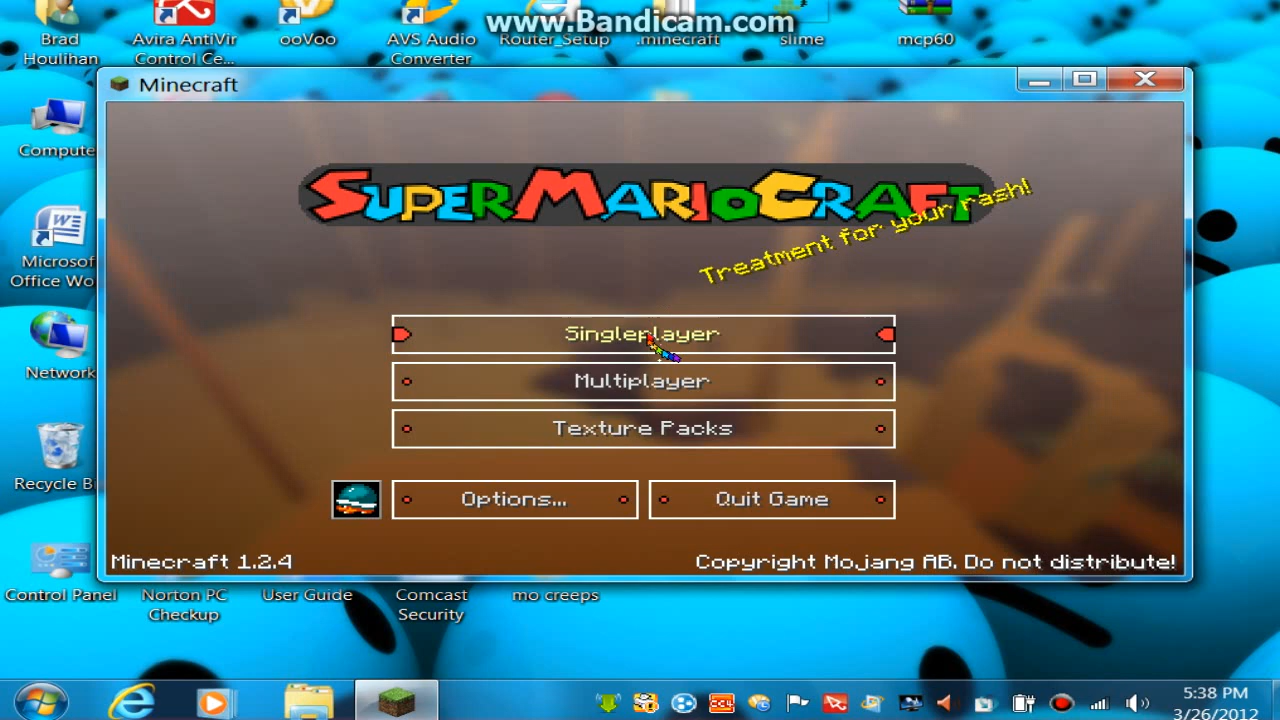 www.Bandicam.com
Brad
Houlihan
Avira AntiVir
Control Ce...
ooVoo
AVS Audio
Converter
Router_Setup
.minecraft
slime
mcp60
Minecraft
Compute
Microsof
Office Wo
Network
Recycle B
Control Panel
SUPERMARIOCRAFT
Treatment for your rash!
Singleplayer
Multiplayer
Texture Packs
Options...
Quit Game
Minecraft 1.2.4
Copyright Mojang AB. Do not distribute!
Norton PC
Checkup
User Guide
Comcast
Security
mo creeps
5:38 PM
3/26/2012